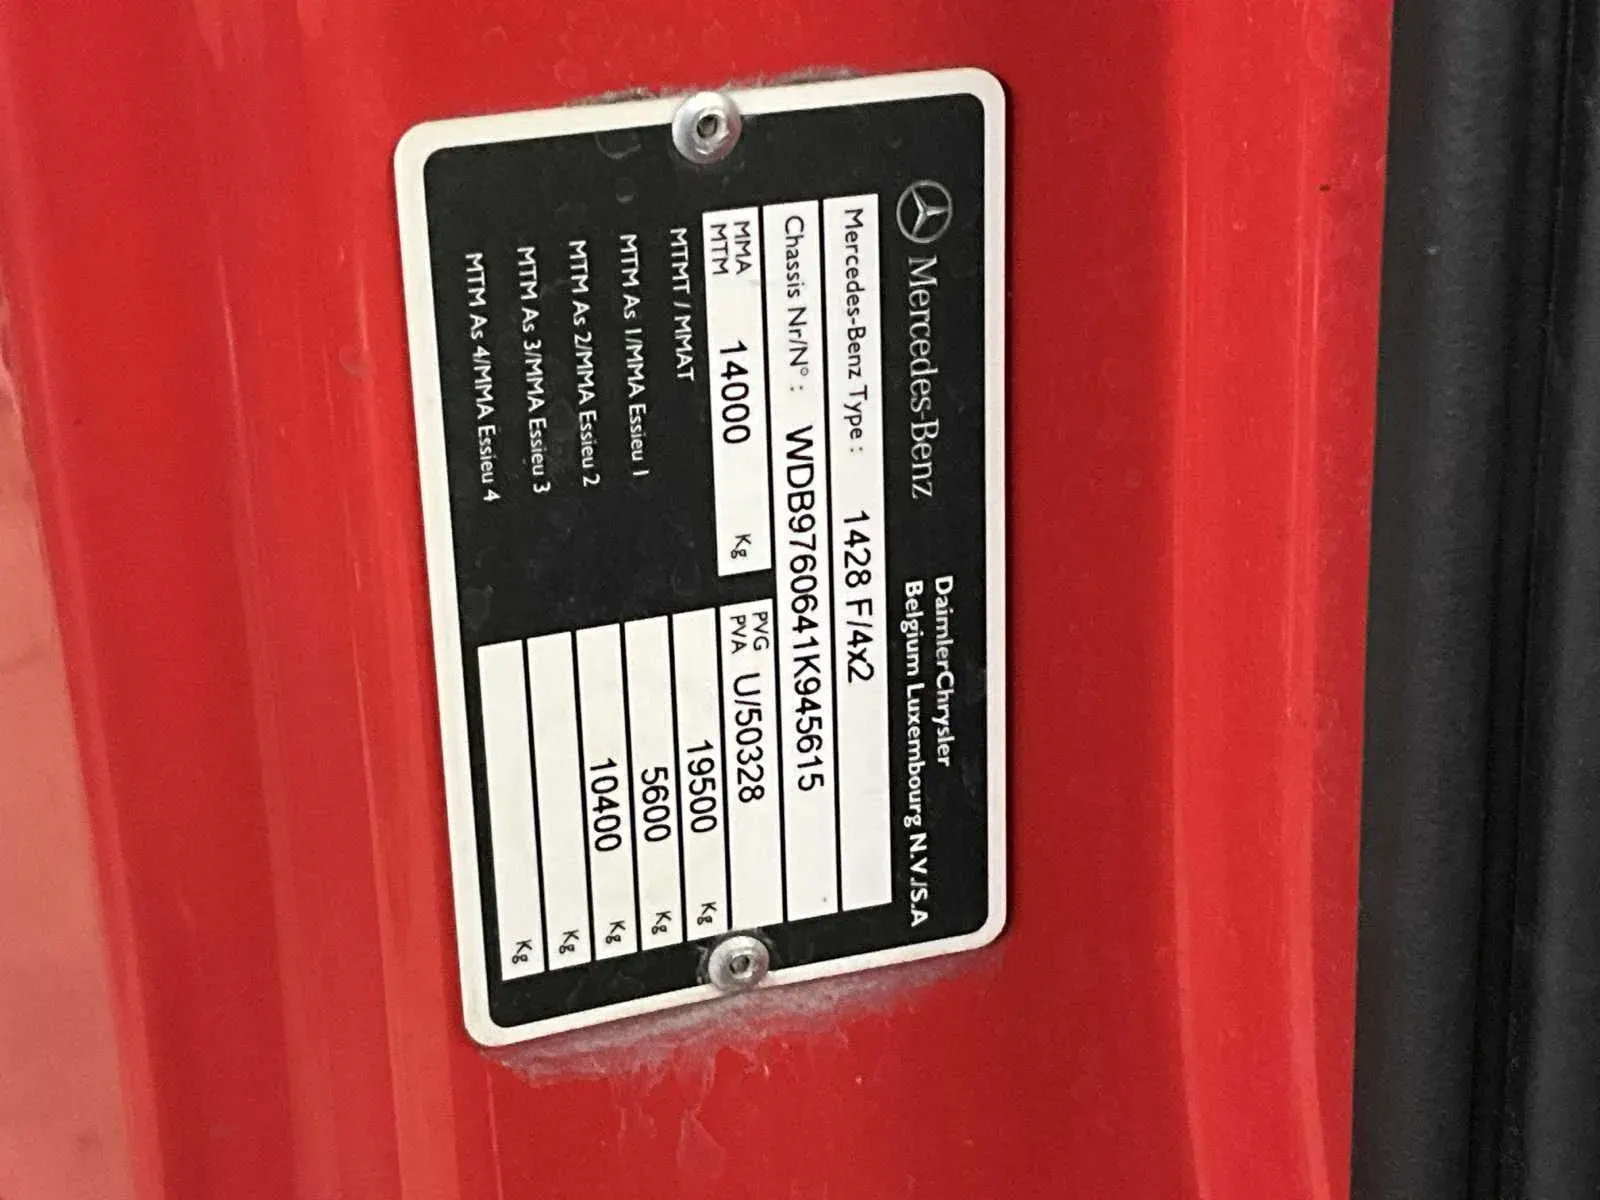 Mercedes-Benz
DaimlerChrysler
Belgium Luxembourg N.V./S.A
Mercedes-Benz Type : 1428 F/4x2
Chassis Nr/N° : WDB9760641K945615
MMA
MTM 14000 Kg
PVG
PVA U/50328
MTMT / MMAT 19500 Kg
MTM As 1/MMA Essieu 1 5600 Kg
MTM As 2/MMA Essieu 2 10400 Kg
MTM As 3/MMA Essieu 3 Kg
MTM As 4/MMA Essieu 4 Kg